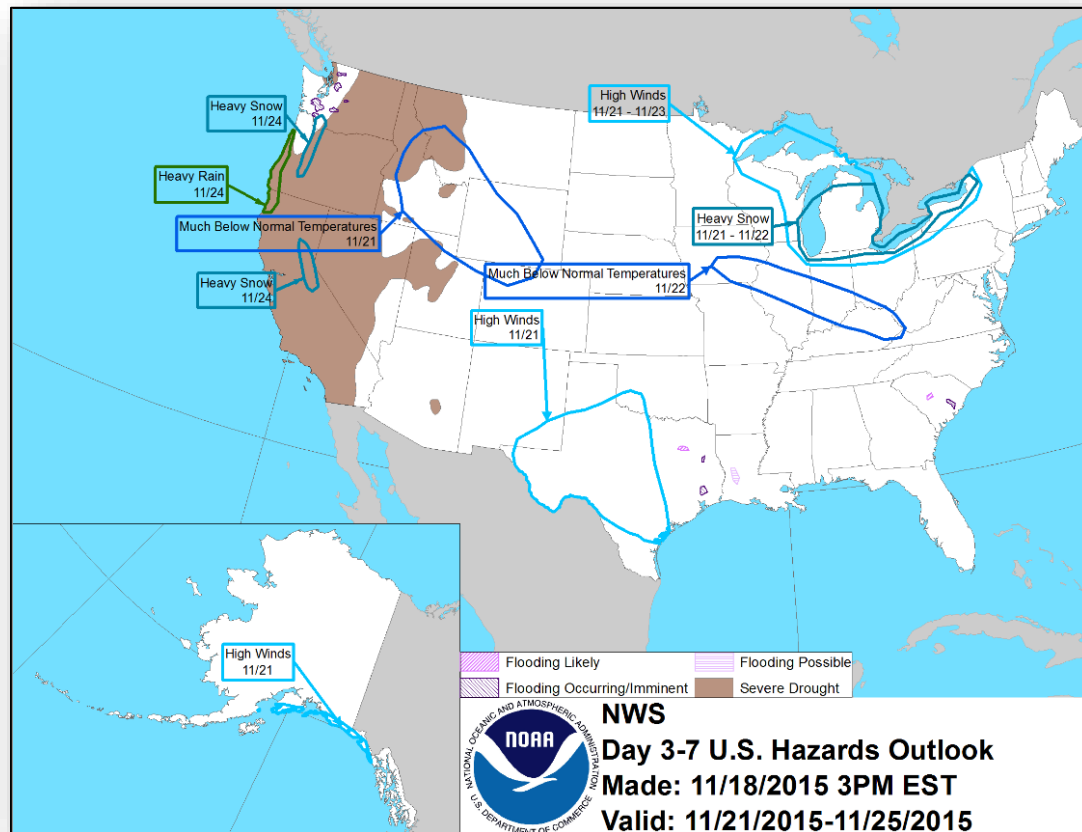 Heavy Snow
11/24
High Winds
11/21 - 11/23
Heavy Rain
11/24
Much Below Normal Temperatures
11/21
Heavy Snow
11/21 - 11/22
Heavy Snow
11/24
Much Below Normal Temperatures
11/22
High Winds
11/21
High Winds
11/21
Flooding Likely
Flooding Possible
Flooding Occurring/Imminent
Severe Drought
NATIONAL OCEANIC AND ATMOSPHERIC ADMINISTRATION
NOAA
U.S. DEPARTMENT OF COMMERCE
NWS
Day 3-7 U.S. Hazards Outlook
Made: 11/18/2015 3PM EST
Valid: 11/21/2015-11/25/2015